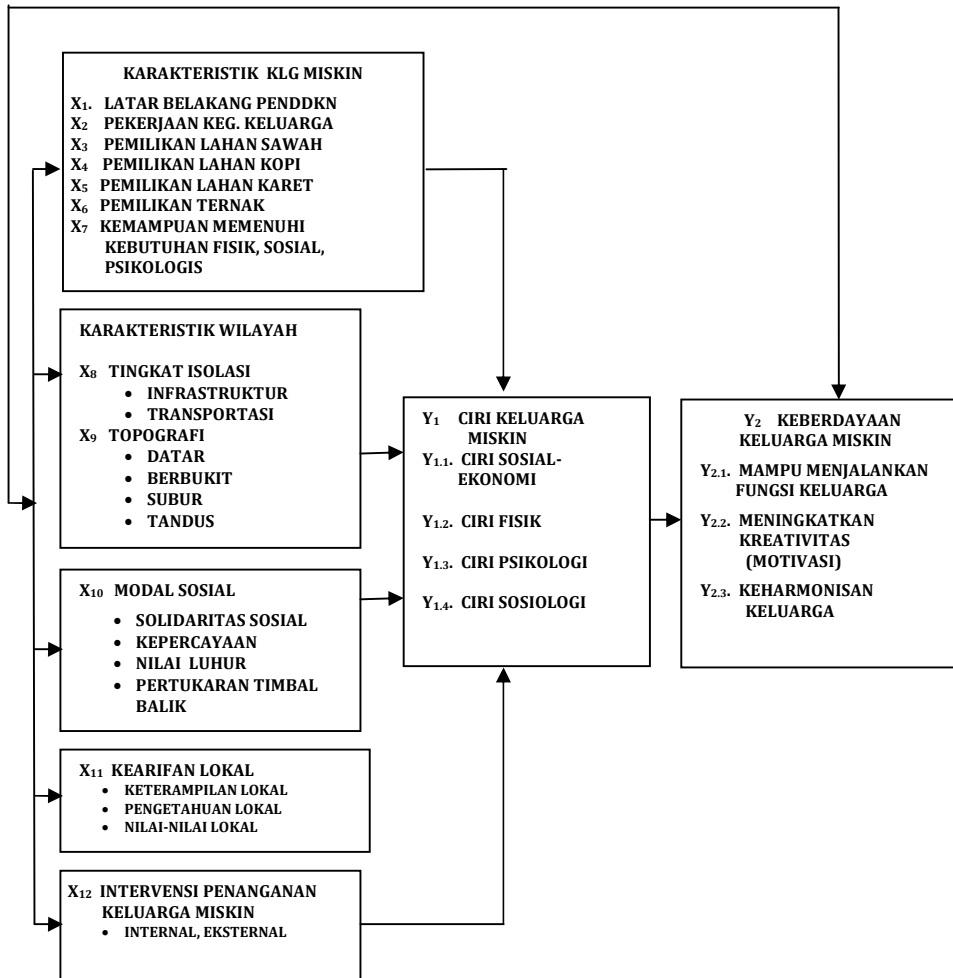 KARAKTERISTIK KLG MISKIN
X1. LATAR BELAKANG PENDDKN
X2 PEKERJAAN KEG. KELUARGA
X3 PEMILIKAN LAHAN SAWAH
X4 PEMILIKAN LAHAN KOPI
X5 PEMILIKAN LAHAN KARET
X6 PEMILIKAN TERNAK
X7 KEMAMPUAN MEMENUHI
KEBUTUHAN FISIK, SOSIAL,
PSIKOLOGIS
KARAKTERISTIK WILAYAH
X8 TINGKAT ISOLASI
• INFRASTRUKTUR
• TRANSPORTASI
X9 TOPOGRAFI
• DATAR
• BERBUKIT
• SUBUR
• TANDUS
X10 MODAL SOSIAL
• SOLIDARITAS SOSIAL
• KEPERCAYAAN
• NILAI LUHUR
• PERTUKARAN TIMBAL
BALIK
X11 KEARIFAN LOKAL
• KETERAMPILAN LOKAL
• PENGETAHUAN LOKAL
• NILAI-NILAI LOKAL
X12 INTERVENSI PENANGANAN
KELUARGA MISKIN
• INTERNAL, EKSTERNAL
Y1 CIRI KELUARGA
MISKIN
Y1.1. CIRI SOSIAL-
EKONOMI
Y1.2. CIRI FISIK
Y1.3. CIRI PSIKOLOGI
Y1.4. CIRI SOSIOLOGI
Y2 KEBERDAYAAN
KELUARGA MISKIN
Y2.1. MAMPU MENJALANKAN
FUNGSI KELUARGA
Y2.2. MENINGKATKAN
KREATIVITAS
(MOTIVASI)
Y2.3. KEHARMONISAN
KELUARGA